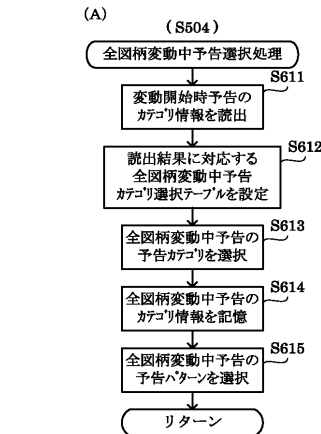 (A)
(S504)
全図柄変動中予告選択処理
S611
変動開始時予告の
カテゴリ情報を読出
S612
読出結果に対応する
全図柄変動中予告
カテゴリ選択テーブルを設定
S613
全図柄変動中予告の
予告カテゴリを選択
S614
全図柄変動中予告の
カテゴリ情報を記憶
S615
全図柄変動中予告の
予告パターンを選択
リターン